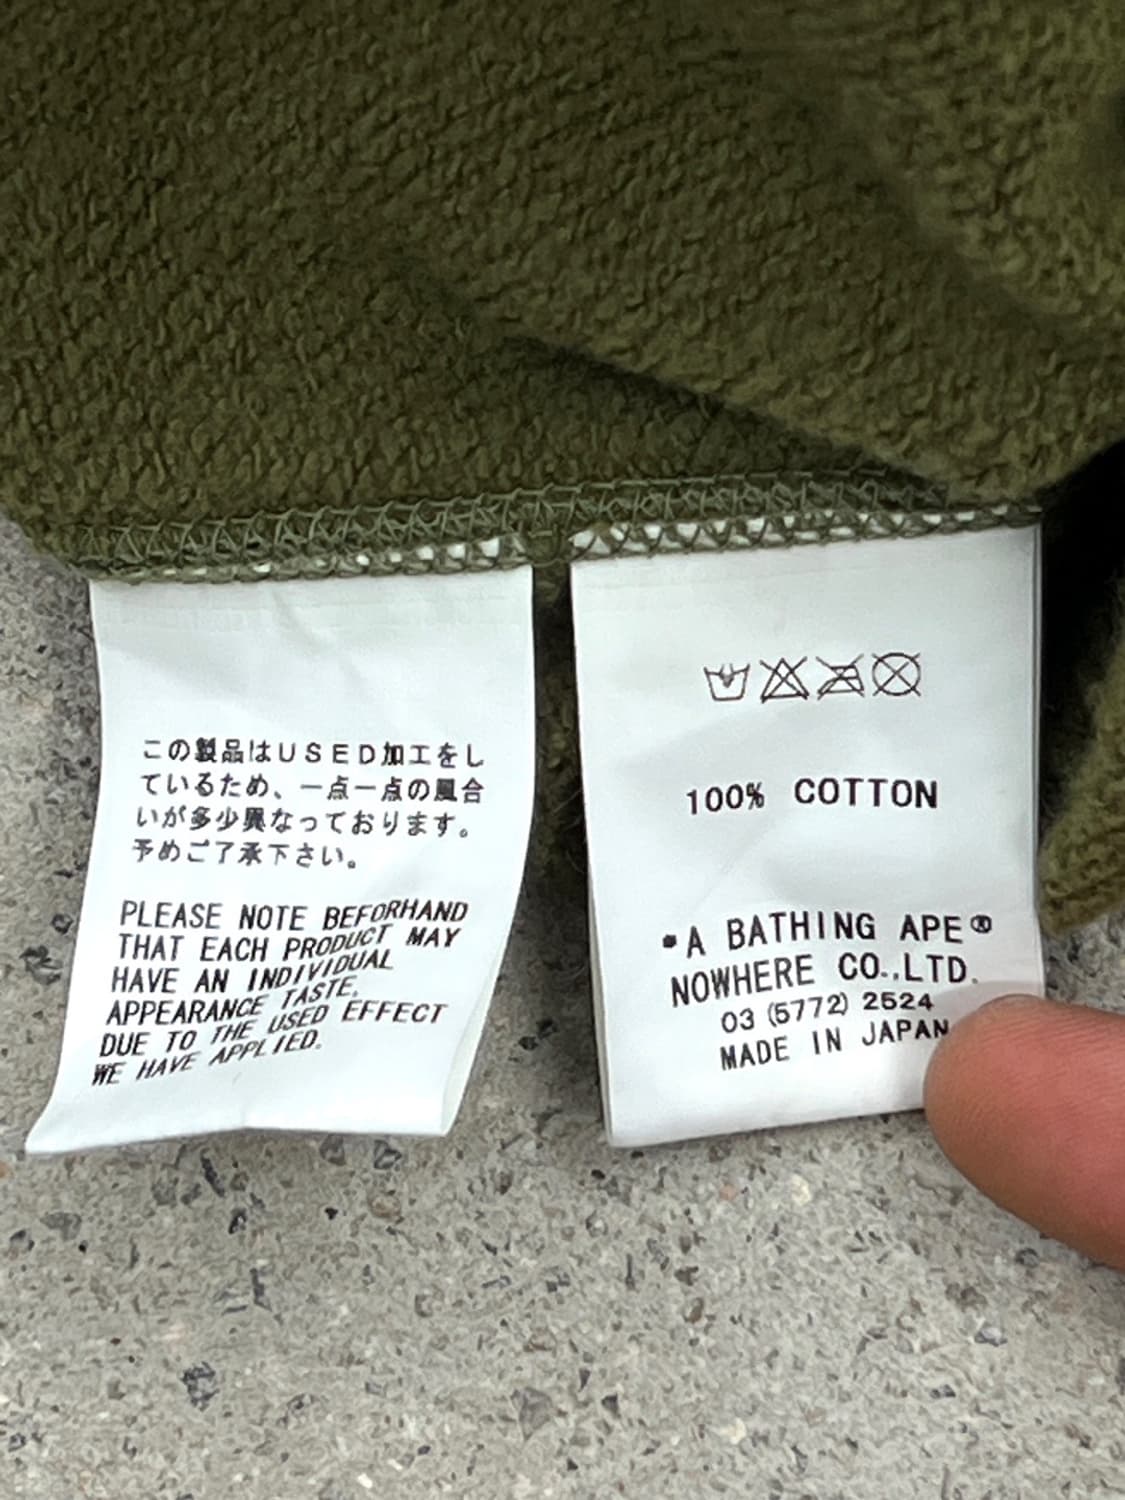 この製品はUSED加工をし
ているため、一点一点の風合
いが多少異なっております。
予めご了承下さい。
PLEASE NOTE BEFORHAND
THAT EACH PRODUCT MAY
HAVE AN INDIVIDUAL
APPEARANCE TASTE,
DUE TO THE USED EFFECT
WE HAVE APPLIED.
100% COTTON
•A BATHING APE®
NOWHERE CO.,LTD.
03 (5772) 2524
MADE IN JAPAN